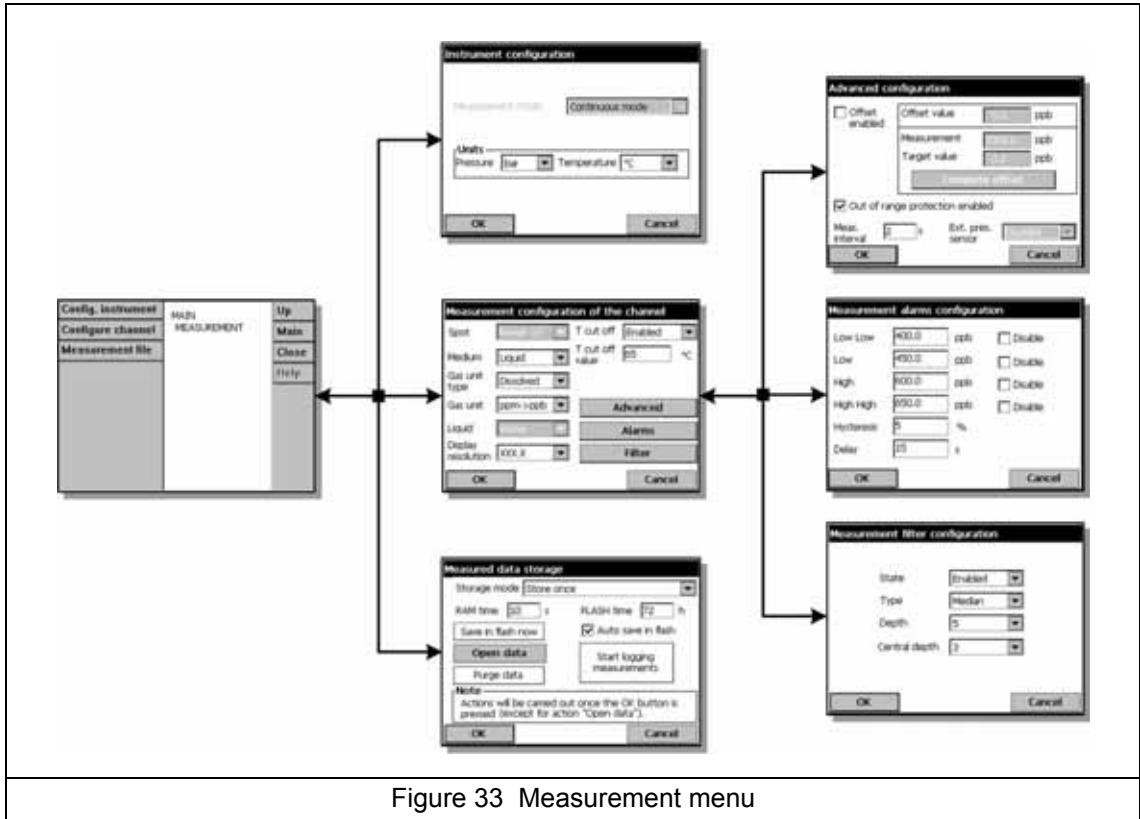 Config. instrument
Configure channel
Measurement file
MAIN
MEASUREMENT
Up
Main
Close
Help
Instrument configuration
Measurement mode Continuous mode
Units
Pressure bar Temperature °C
OK Cancel
Measurement configuration of the channel
Spot T cut off Enabled
Medium Liquid T cut off value 65 °C
Gas unit type Dissolved
Gas unit ppm->ppb Advanced
Liquid Alarms
Display resolution XXX.X Filter
OK Cancel
Measured data storage
Storage mode Store once
RAM time 10 s FLASH time 72 h
Save in flash now Auto save in flash
Open data Start logging measurements
Purge data
Note
Actions will be carried out once the OK button is
pressed (except for action "Open data").
OK Cancel
Advanced configuration
Offset enabled Offset value ppb
Measurement ppb
Target value ppb
Compute offset
Out of range protection enabled
Meas. interval 2 s Ext. pres. sensor
OK Cancel
Measurement alarms configuration
Low Low 400.0 ppb Disable
Low 450.0 ppb Disable
High 600.0 ppb Disable
High High 650.0 ppb Disable
Hysteresis 5 %
Delay 15 s
OK Cancel
Measurement filter configuration
State Enabled
Type Median
Depth 5
Central depth 3
OK Cancel
Figure 33 Measurement menu